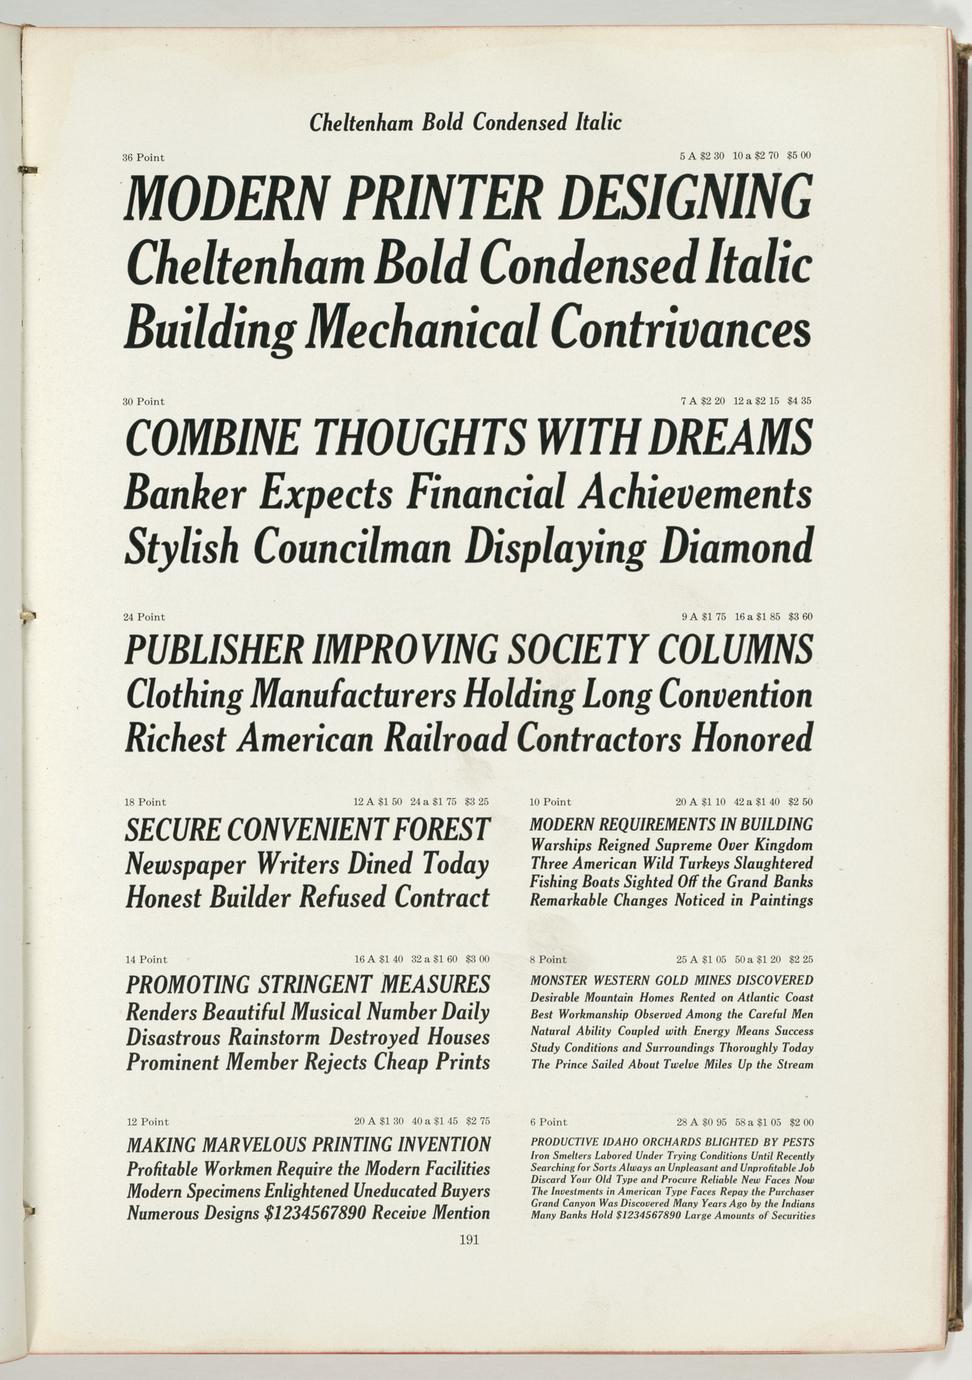 Cheltenham Bold Condensed Italic
36 Point 5 A $2 30 10 a $2 70 $5 00
MODERN PRINTER DESIGNING
Cheltenham Bold Condensed Italic
Building Mechanical Contrivances
30 Point 7 A $2 20 12 a $2 15 $4 35
COMBINE THOUGHTS WITH DREAMS
Banker Expects Financial Achievements
Stylish Councilman Displaying Diamond
24 Point 9 A $1 75 16 a $1 85 $3 60
PUBLISHER IMPROVING SOCIETY COLUMNS
Clothing Manufacturers Holding Long Convention
Richest American Railroad Contractors Honored
18 Point 12 A $1 50 24 a $1 75 $3 25
SECURE CONVENIENT FOREST
Newspaper Writers Dined Today
Honest Builder Refused Contract
14 Point 16 A $1 40 32 a $1 60 $3 00
PROMOTING STRINGENT MEASURES
Renders Beautiful Musical Number Daily
Disastrous Rainstorm Destroyed Houses
Prominent Member Rejects Cheap Prints
12 Point 20 A $1 30 40 a $1 45 $2 75
MAKING MARVELOUS PRINTING INVENTION
Profitable Workmen Require the Modern Facilities
Modern Specimens Enlightened Uneducated Buyers
Numerous Designs $1234567890 Receive Mention
10 Point 20 A $1 10 42 a $1 40 $2 50
MODERN REQUIREMENTS IN BUILDING
Warships Reigned Supreme Over Kingdom
Three American Wild Turkeys Slaughtered
Fishing Boats Sighted Off the Grand Banks
Remarkable Changes Noticed in Paintings
8 Point 25 A $1 05 50 a $1 20 $2 25
MONSTER WESTERN GOLD MINES DISCOVERED
Desirable Mountain Homes Rented on Atlantic Coast
Best Workmanship Observed Among the Careful Men
Natural Ability Coupled with Energy Means Success
Study Conditions and Surroundings Thoroughly Today
The Prince Sailed About Twelve Miles Up the Stream
6 Point 28 A $0 95 58 a $1 05 $2 00
PRODUCTIVE IDAHO ORCHARDS BLIGHTED BY PESTS
Iron Smelters Labored Under Trying Conditions Until Recently
Searching for Sorts Always an Unpleasant and Unprofitable Job
Discard Your Old Type and Procure Reliable New Faces Now
The Investments in American Type Faces Repay the Purchaser
Grand Canyon Was Discovered Many Years Ago by the Indians
Many Banks Hold $1234567890 Large Amounts of Securities
191